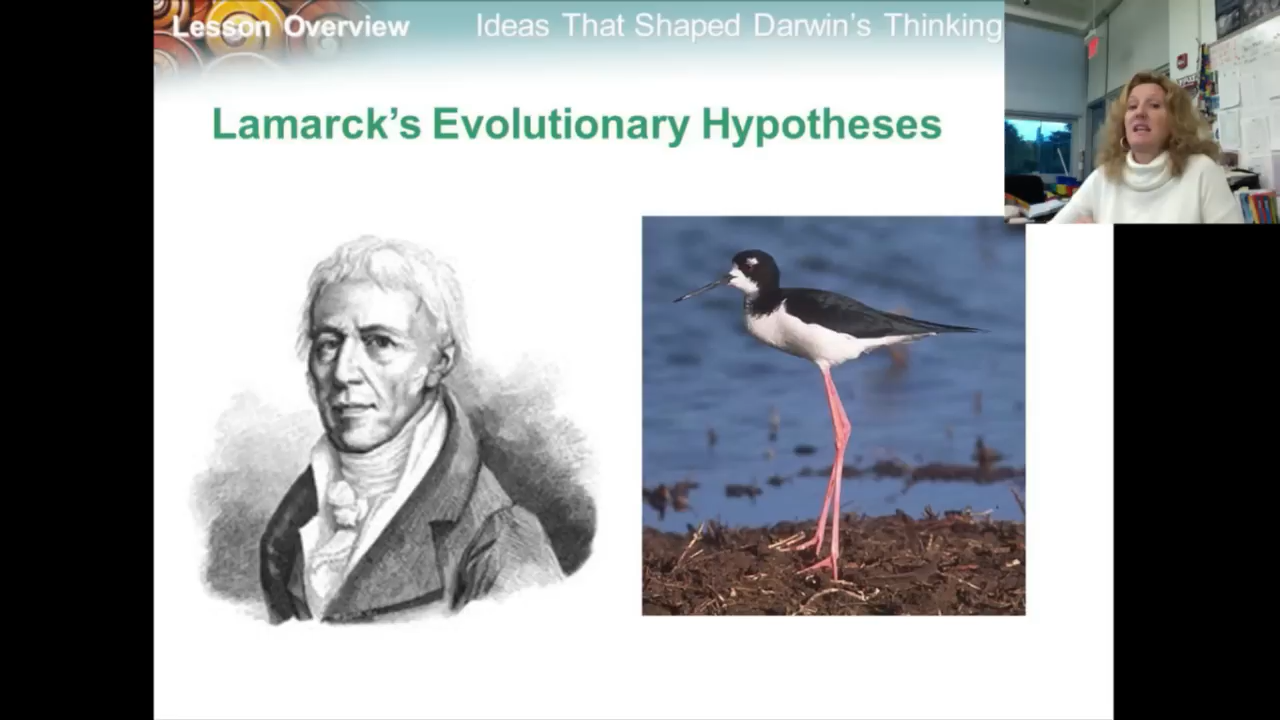 Lesson Overview
Ideas That Shaped Darwin's Thinking
Lamarck's Evolutionary Hypotheses